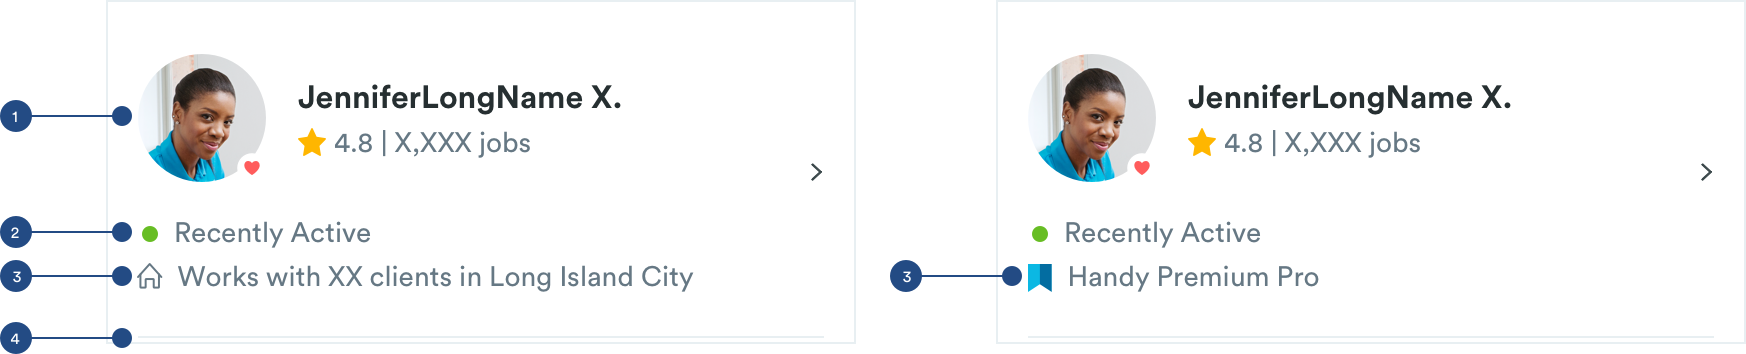 1
JenniferLongName X.
4.8 | X,XXX jobs
2
Recently Active
3
Works with XX clients in Long Island City
4
JenniferLongName X.
4.8 | X,XXX jobs
Recently Active
3
Handy Premium Pro